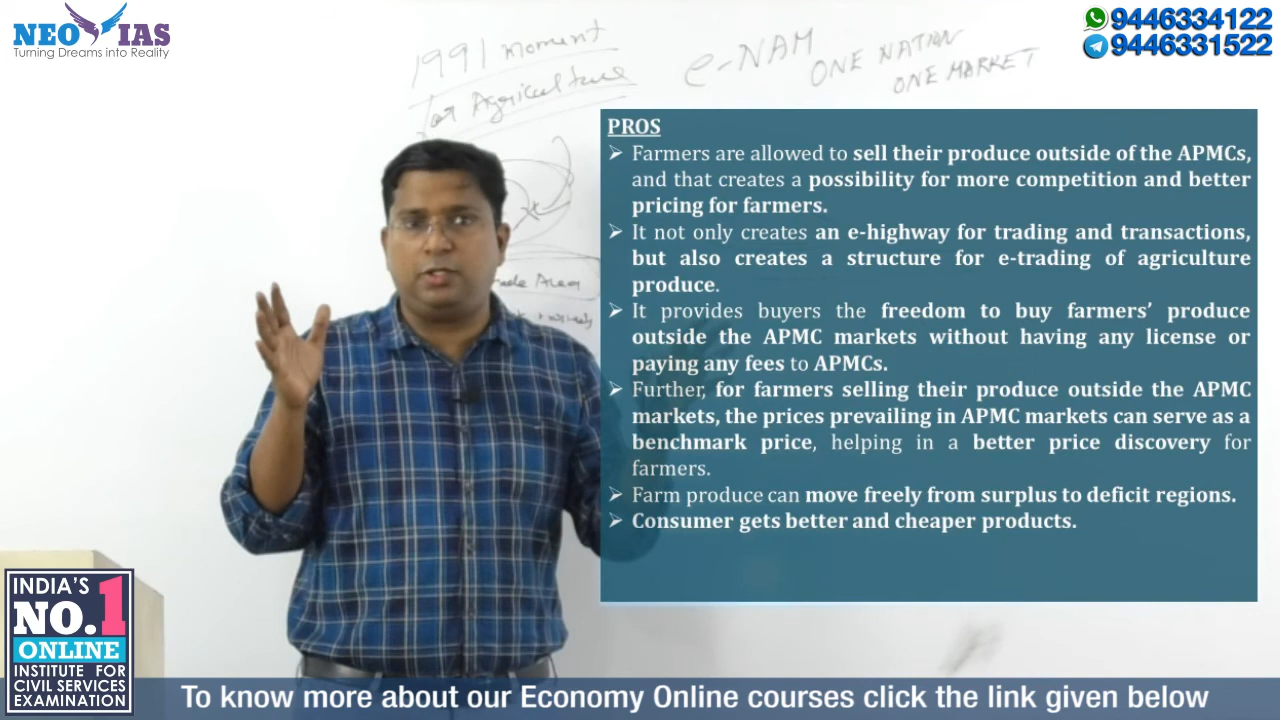 NEO IAS
Turning Dreams into Reality
9446334122
9446331522
1991 Moment
for Agriculture
e-NAM
ONE NATION
ONE MARKET
PROS
➢ Farmers are allowed to sell their produce outside of the APMCs,
and that creates a possibility for more competition and better
pricing for farmers.
➢ It not only creates an e-highway for trading and transactions,
but also creates a structure for e-trading of agriculture
produce.
➢ It provides buyers the freedom to buy farmers’ produce
outside the APMC markets without having any license or
paying any fees to APMCs.
➢ Further, for farmers selling their produce outside the APMC
markets, the prices prevailing in APMC markets can serve as a
benchmark price, helping in a better price discovery for
farmers.
➢ Farm produce can move freely from surplus to deficit regions.
➢ Consumer gets better and cheaper products.
Area
INDIA’S
NO.1
ONLINE
INSTITUTE FOR
CIVIL SERVICES
EXAMINATION
To know more about our Economy Online courses click the link given below